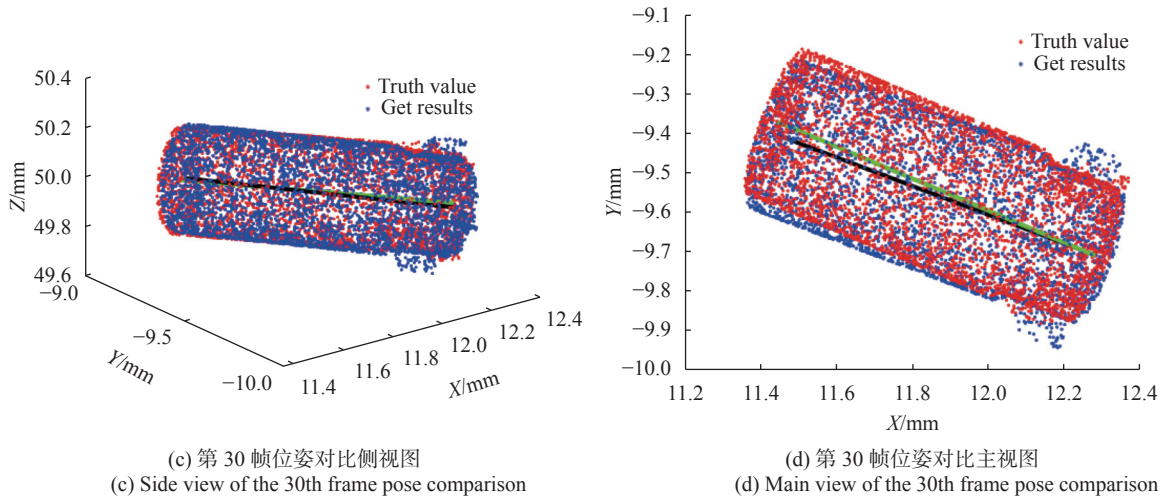 Truth value
Get results
50.4
50.2
50.0
49.8
49.6
Z/mm
−9.0
−9.5
−10.0
Y/mm
11.4
11.6
11.8
12.0
12.2
12.4
X/mm
(c) 第 30 帧位姿对比侧视图
(c) Side view of the 30th frame pose comparison
Truth value
Get results
−9.1
−9.2
−9.3
−9.4
−9.5
−9.6
−9.7
−9.8
−9.9
−10.0
Y/mm
11.2
11.4
11.6
11.8
12.0
12.2
12.4
X/mm
(d) 第 30 帧位姿对比主视图
(d) Main view of the 30th frame pose comparison